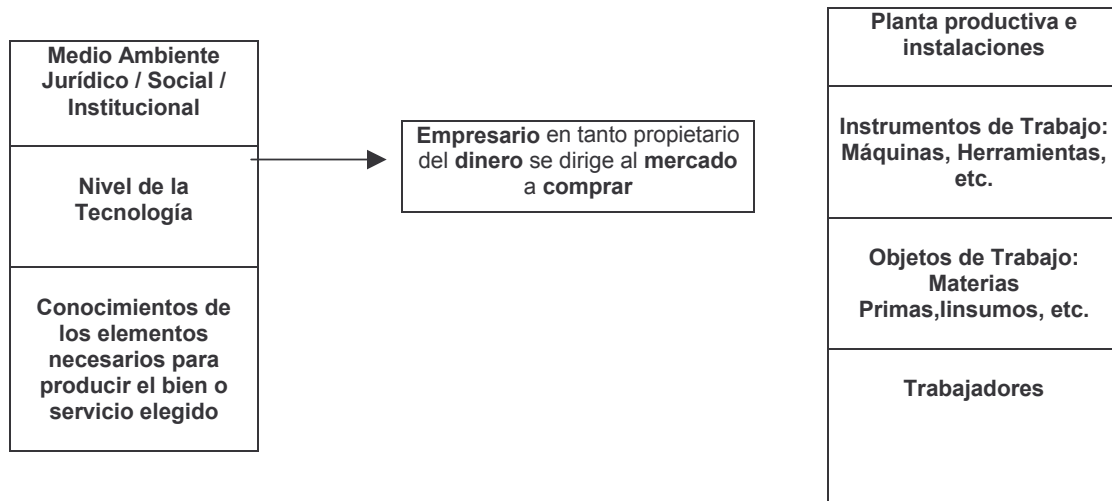 Medio Ambiente
Jurídico / Social /
Institucional
Nivel de la
Tecnología
Conocimientos de
los elementos
necesarios para
producir el bien o
servicio elegido
Empresario en tanto propietario
del dinero se dirige al mercado
a comprar
Planta productiva e
instalaciones
Instrumentos de Trabajo:
Máquinas, Herramientas,
etc.
Objetos de Trabajo:
Materias
Primas,Iinsumos, etc.
Trabajadores